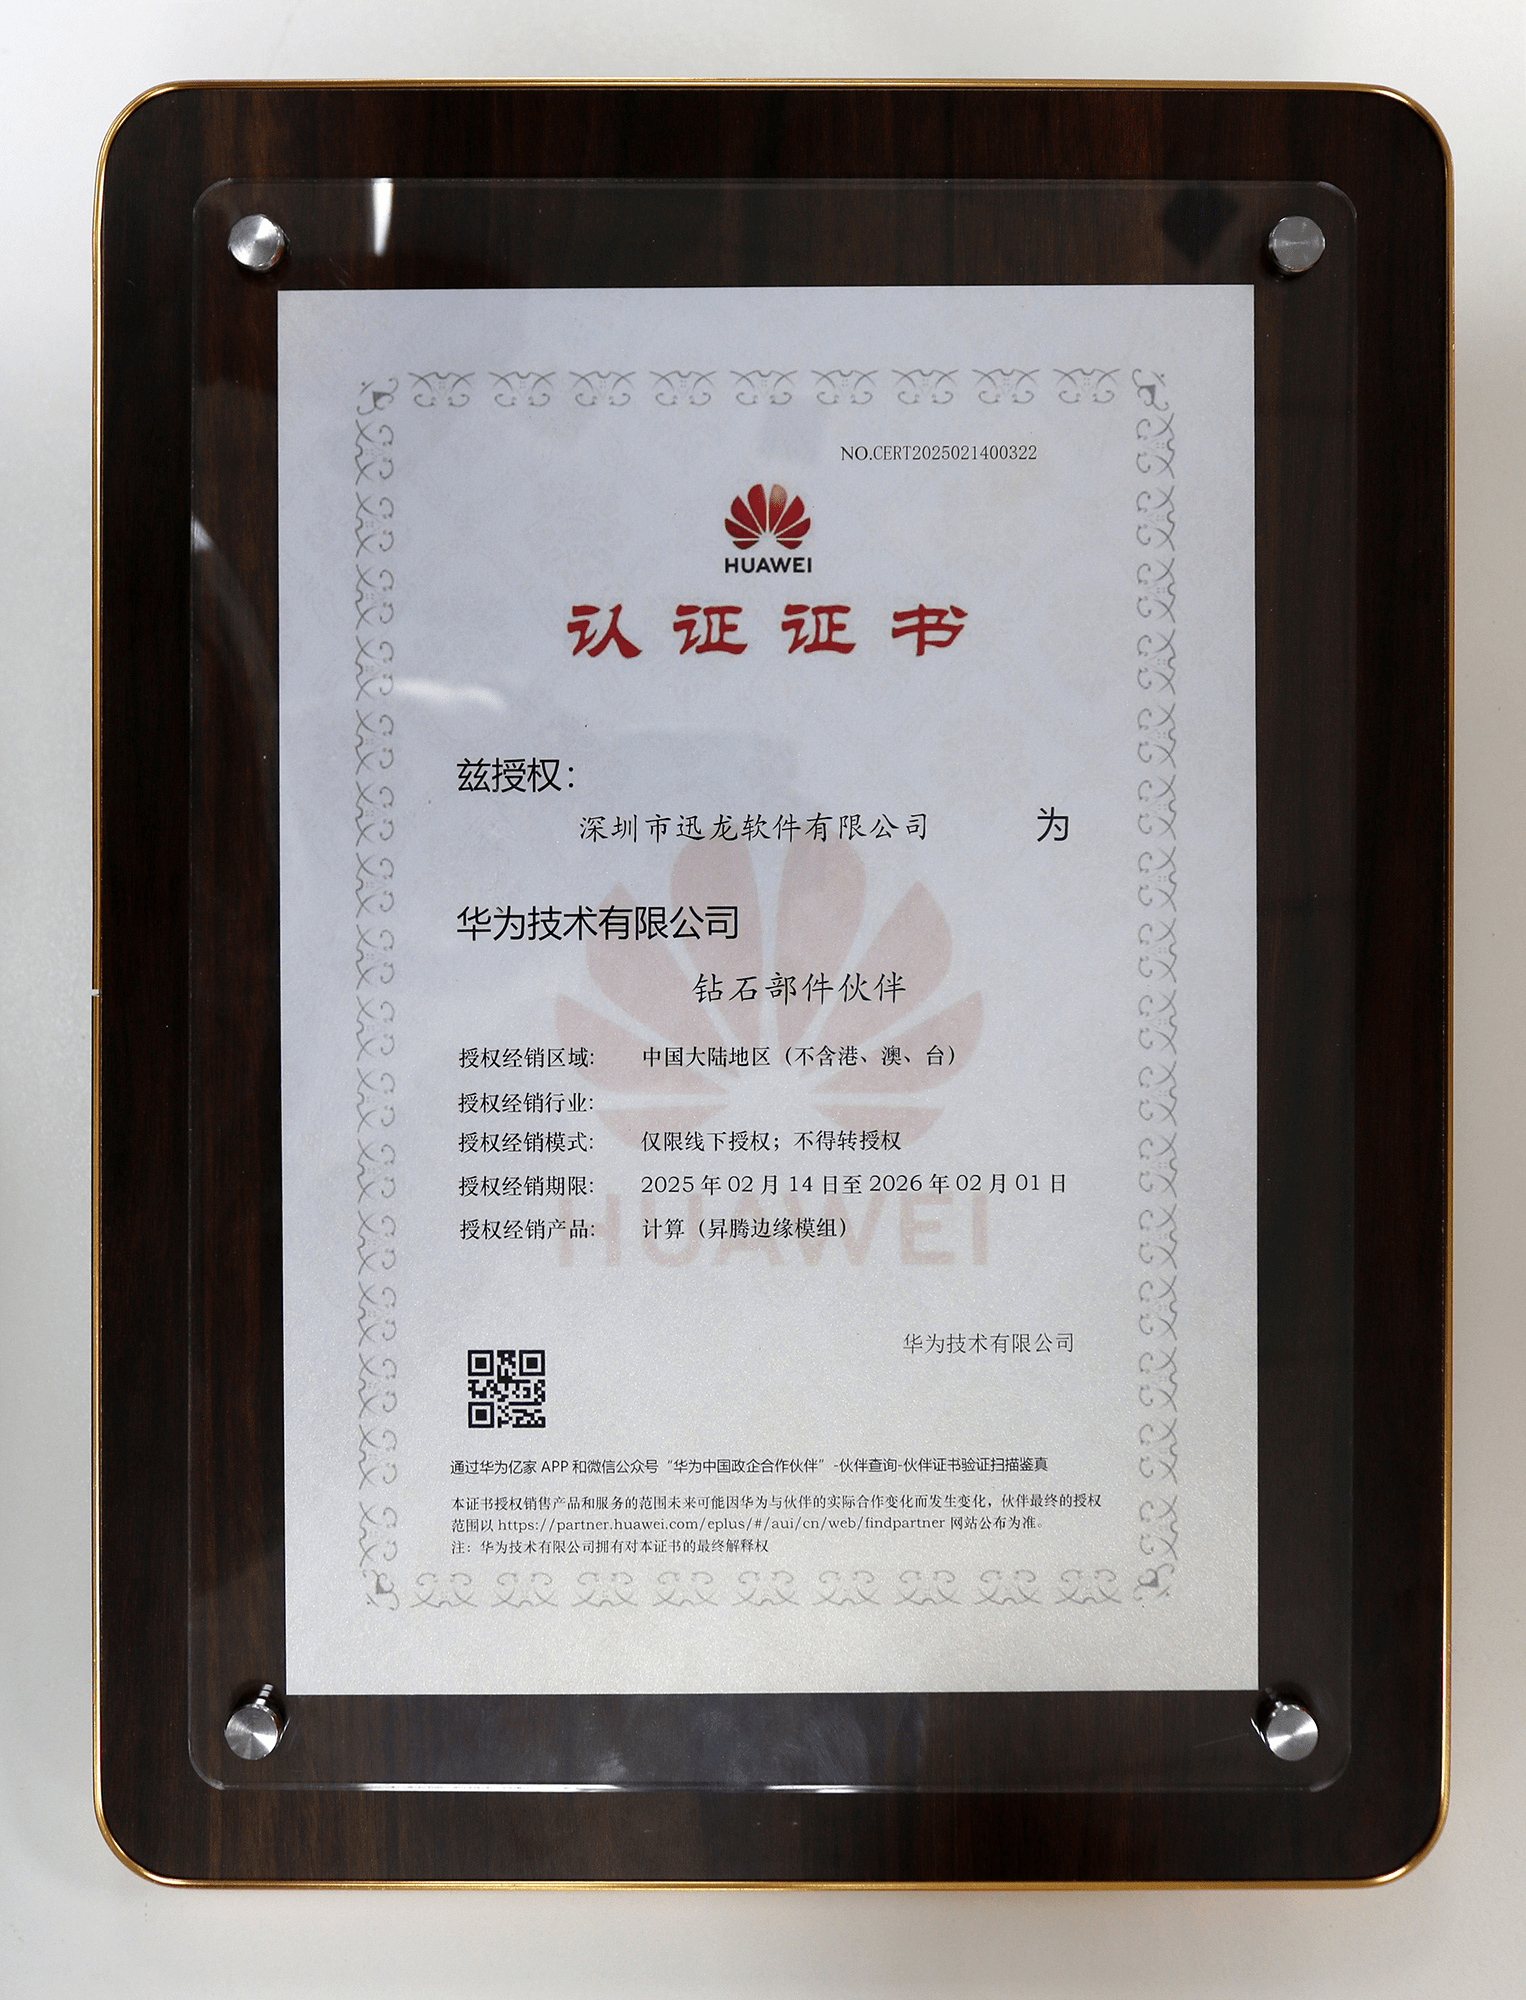 NO.CERT2025021400322
HUAWEI
认证证书
兹授权：
深圳市迅龙软件有限公司 为
华为技术有限公司
钻石部件伙伴
授权经销区域： 中国大陆地区（不含港、澳、台）
授权经销行业：
授权经销模式： 仅限线下授权；不得转授权
授权经销期限： 2025 年 02 月 14 日至 2026 年 02 月 01 日
授权经销产品： 计算（昇腾边缘模组）
HUAWEI
华为技术有限公司
通过华为亿家 APP 和微信公众号“华为中国政企合作伙伴”-伙伴查询-伙伴证书验证扫描鉴真
本证书授权销售产品和服务的范围未来可能因华为与伙伴的实际合作变化而发生变化，伙伴最终的授权
范围以 https://partner.huawei.com/eplus/#/aui/cn/web/findpartner 网站公布为准。
注：华为技术有限公司拥有对本证书的最终解释权